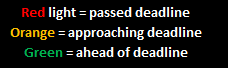 Red light = passed deadline
Orange = approaching deadline
Green = ahead of deadline